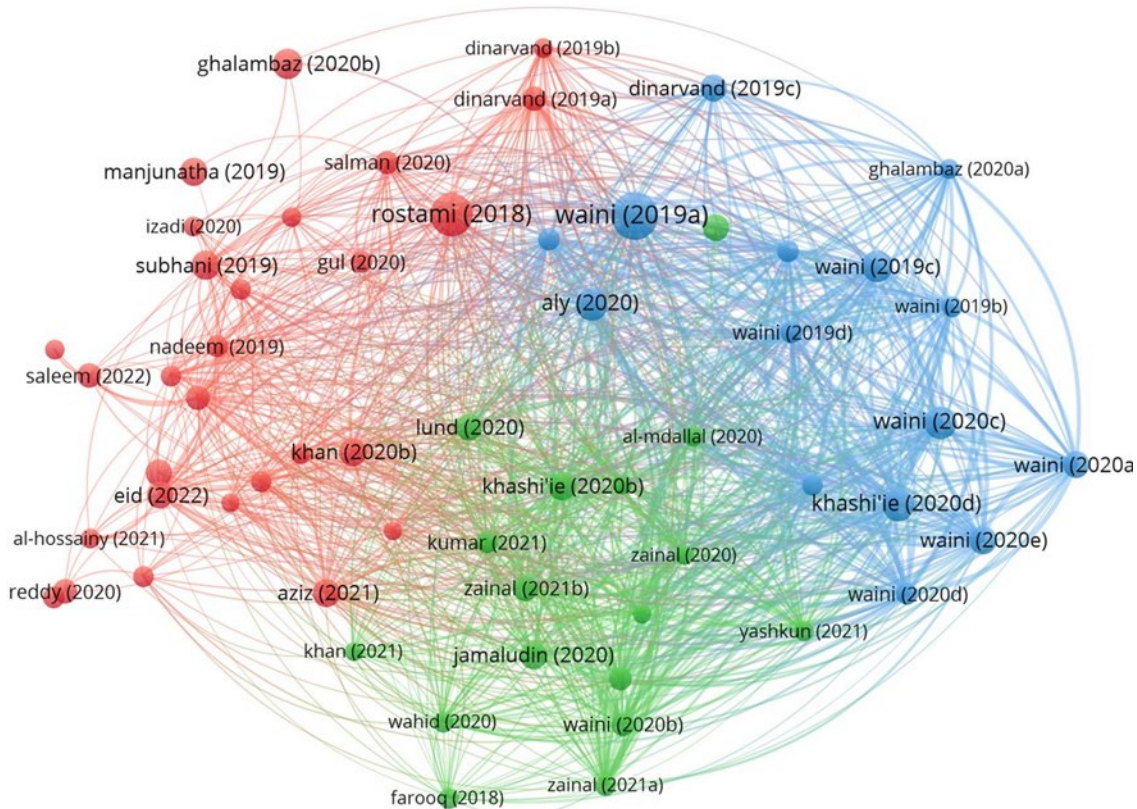 dinarvand (2019b)
ghalambaz (2020b)
dinarvand (2019c)
dinarvand (2019a)
salman (2020)
ghalambaz (2020a)
manjunatha (2019)
rostami (2018)
waini (2019a)
izadi (2020)
subhani (2019)
gul (2020)
waini (2019c)
aly (2020)
waini (2019b)
waini (2019d)
nadeem (2019)
saleem (2022)
waini (2020c)
lund (2020)
al-mdallal (2020)
khan (2020b)
waini (2020a
khashi'ie (2020b)
eid (2022)
khashi'ie (2020d)
al-hossainy (2021)
kumar (2021)
waini (2020e)
zainal (2020)
reddy (2020)
aziz (2021)
zainal (2021b)
waini (2020d)
yashkun (2021)
khan (2021)
jamaludin (2020)
wahid (2020)
waini (2020b)
zainal (2021a)
farooq (2018)